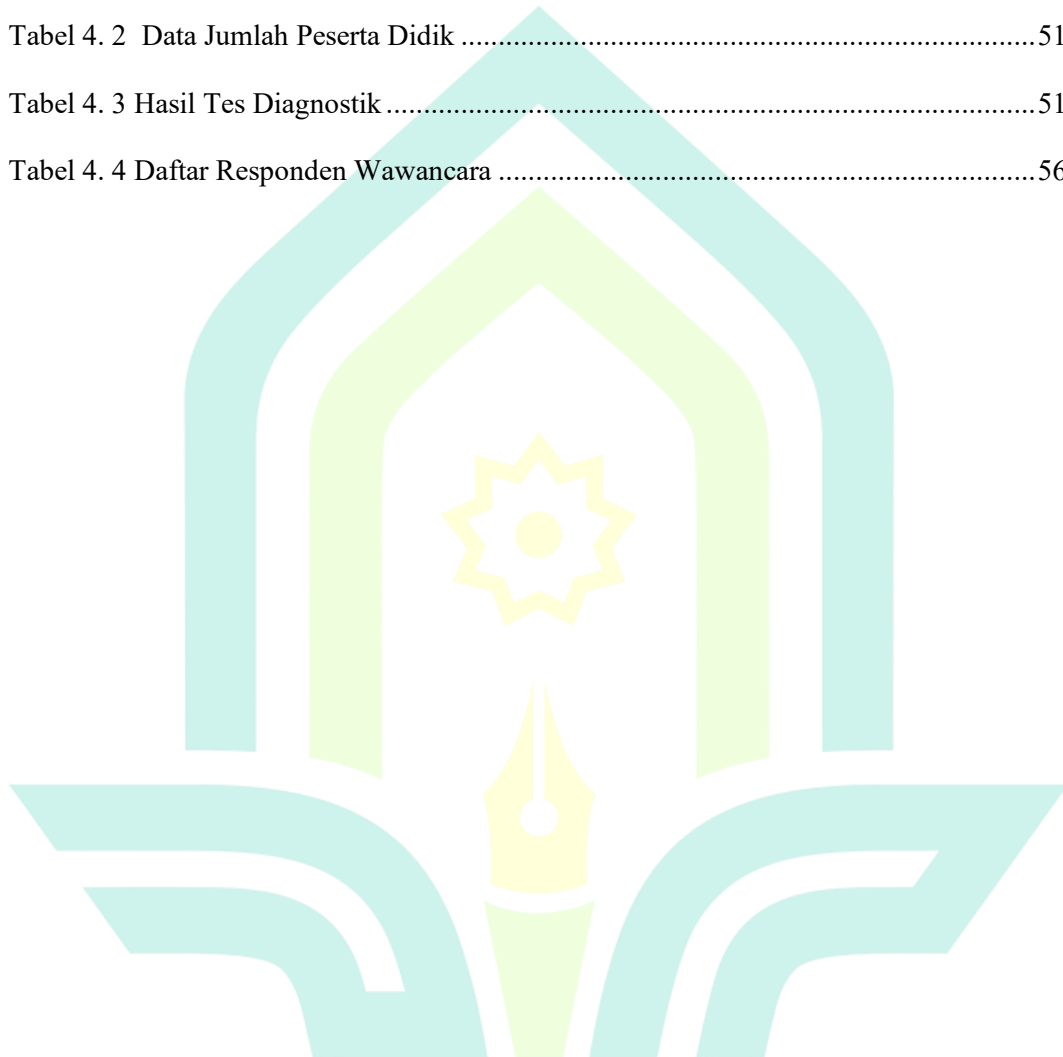 Tabel 4. 2  Data Jumlah Peserta Didik ............................................................................ 51
Tabel 4. 3 Hasil Tes Diagnostik ...................................................................................... 51
Tabel 4. 4 Daftar Responden Wawancara ....................................................................... 56